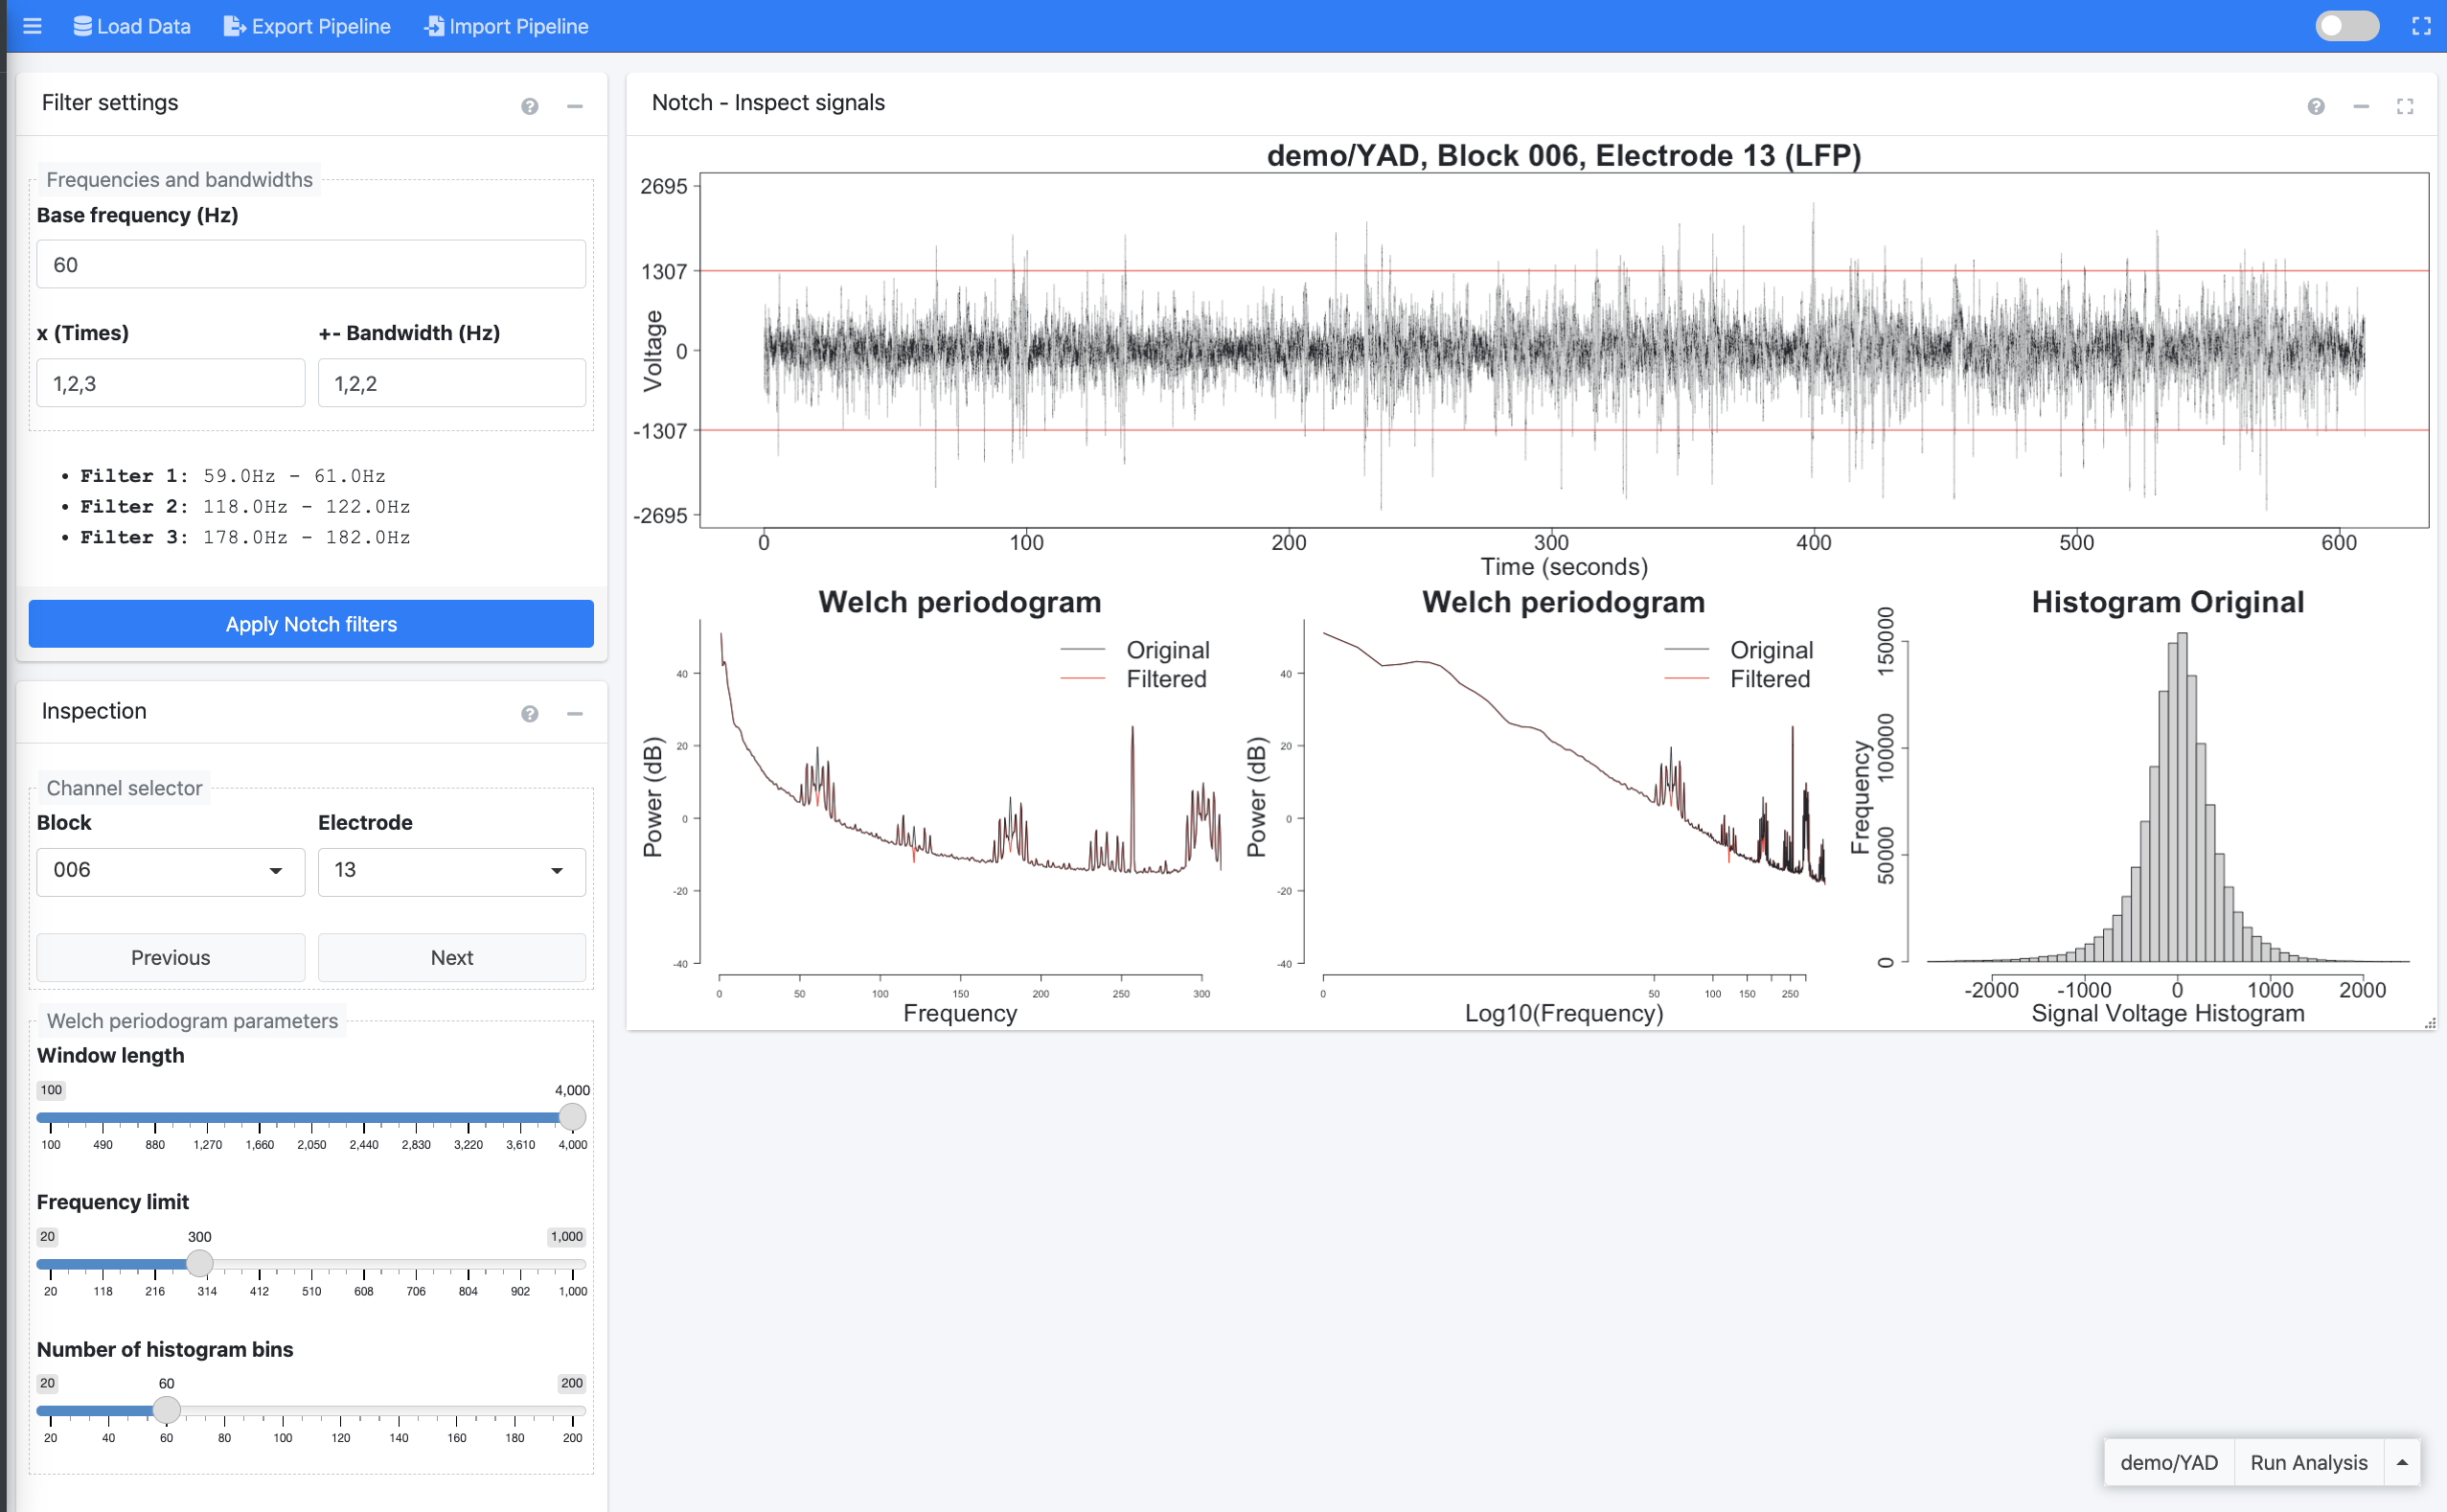 Load Data Export Pipeline Import Pipeline
Filter settings
Frequencies and bandwidths
Base frequency (Hz)
60
x (Times) +- Bandwidth (Hz)
1,2,3 1,2,2
• Filter 1: 59.0Hz - 61.0Hz
• Filter 2: 118.0Hz - 122.0Hz
• Filter 3: 178.0Hz - 182.0Hz
Apply Notch filters
Inspection
Channel selector
Block Electrode
006 13
Previous Next
Welch periodogram parameters
Window length
100 4,000
100 490 880 1,270 1,660 2,050 2,440 2,830 3,220 3,610 4,000
Frequency limit
20 300 1,000
20 118 216 314 412 510 608 706 804 902 1,000
Number of histogram bins
20 60 200
20 40 60 80 100 120 140 160 180 200
Notch - Inspect signals
demo/YAD, Block 006, Electrode 13 (LFP)
Voltage
2695
1307
0
-1307
-2695
0 100 200 300 400 500 600
Time (seconds)
Welch periodogram
Original
Filtered
Power (dB)
40
20
0
-20
-40
0 50 100 150 200 250 300
Frequency
Welch periodogram
Original
Filtered
Power (dB)
40
20
0
-20
-40
0 50 100 150 250
Log10(Frequency)
Histogram Original
Frequency
150000
100000
50000
0
-2000 -1000 0 1000 2000
Signal Voltage Histogram
demo/YAD Run Analysis